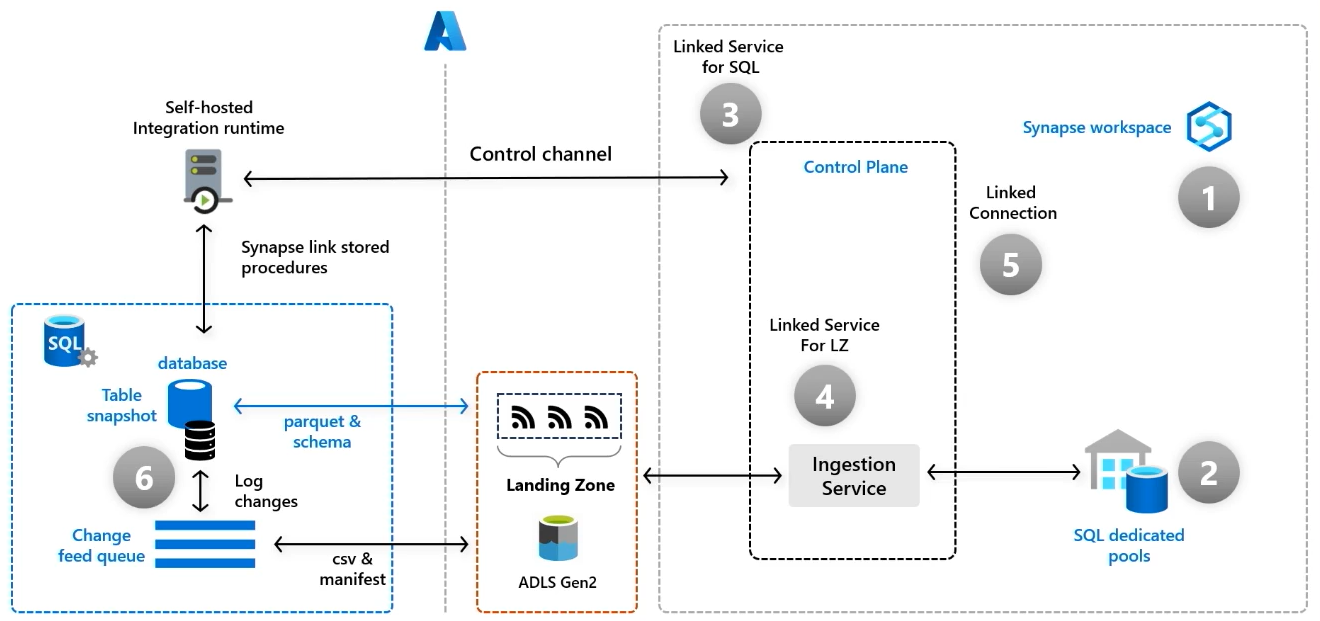 Linked Service
for SQL
3
Self-hosted
Integration runtime
Control channel
Synapse workspace
1
Control Plane
Linked
Connection
5
Synapse link stored
procedures
SQL
database
Table
snapshot
parquet &
schema
6
Log
changes
Change
feed queue
csv &
manifest
Landing Zone
ADLS Gen2
Linked Service
For LZ
4
Ingestion
Service
2
SQL dedicated
pools